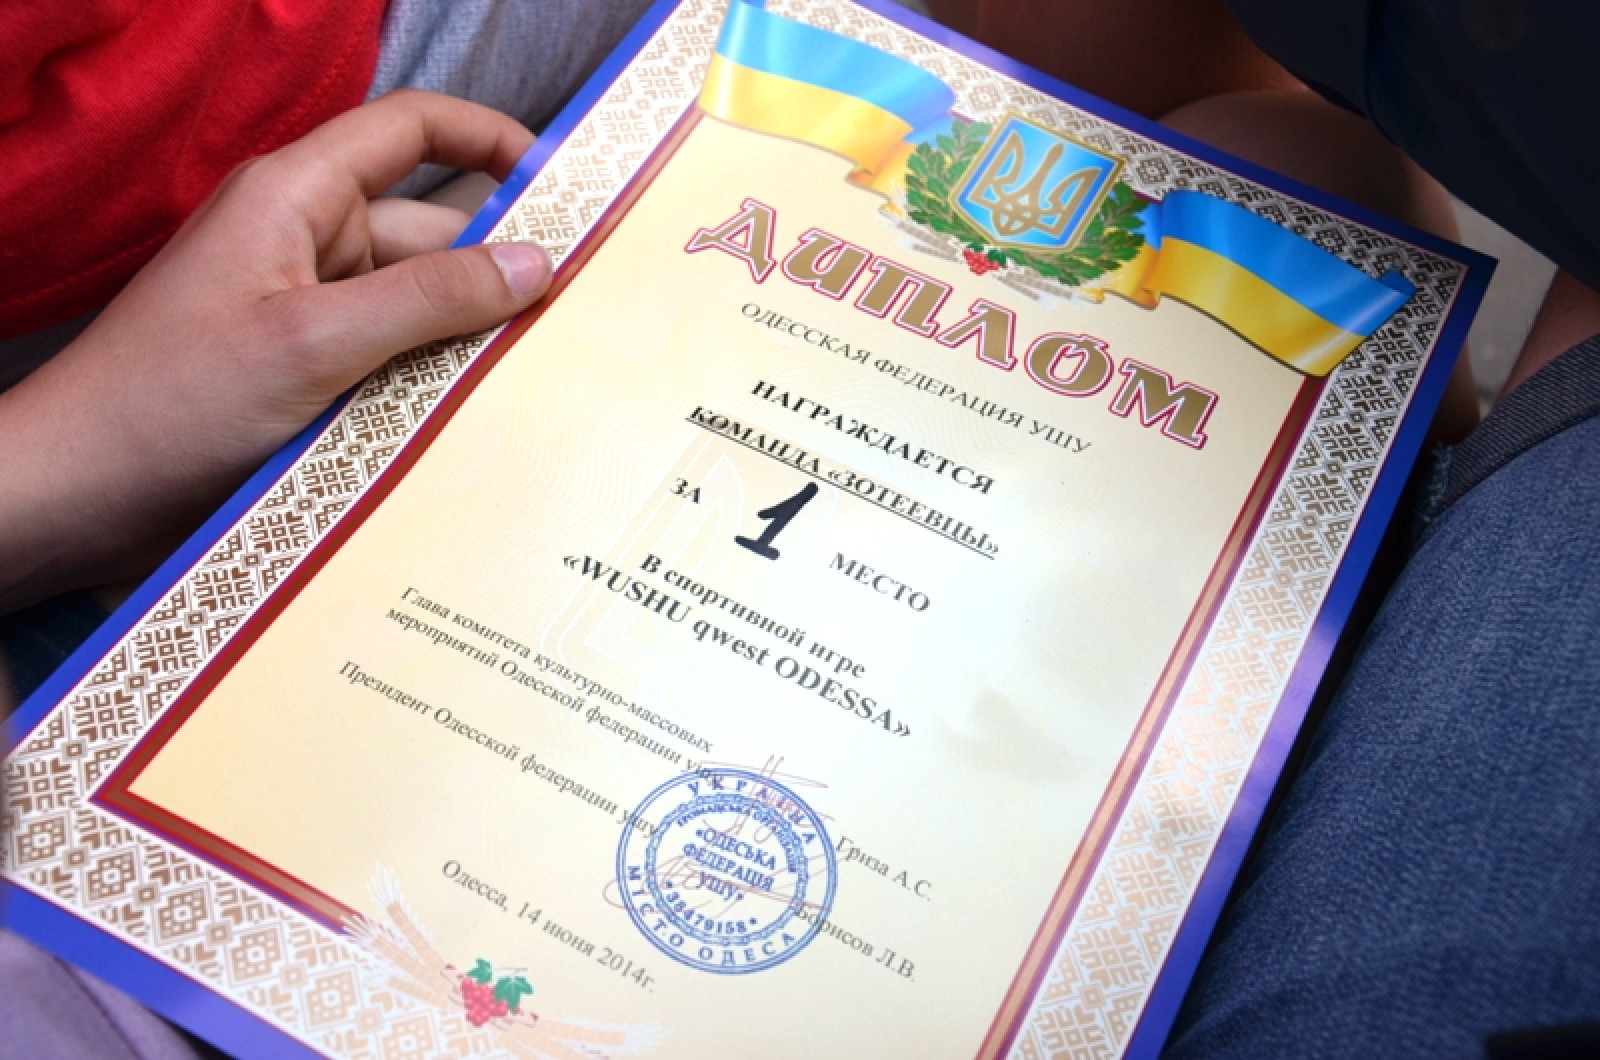 ДИПЛОМ
ОДЕССКАЯ ФЕДЕРАЦИЯ УШУ
НАГРАЖДАЕТСЯ
КОМАНДА «ЗОТЕЕВЦЫ»
ЗА 1 МЕСТО
В спортивной игре
«WUSHU qwest ODESSA»
Глава комитета культурно-массовых
мероприятий Одесской федерации ушу
Гриза А.С.
Президент Одесской федерации ушу
Борисов Л.В.
УКРАЇНА
«ОДЕСЬКА
ФЕДЕРАЦІЯ
УШУ»
*38479158*
МІСТО ОДЕСА
Одесса, 14 июня 2014г.